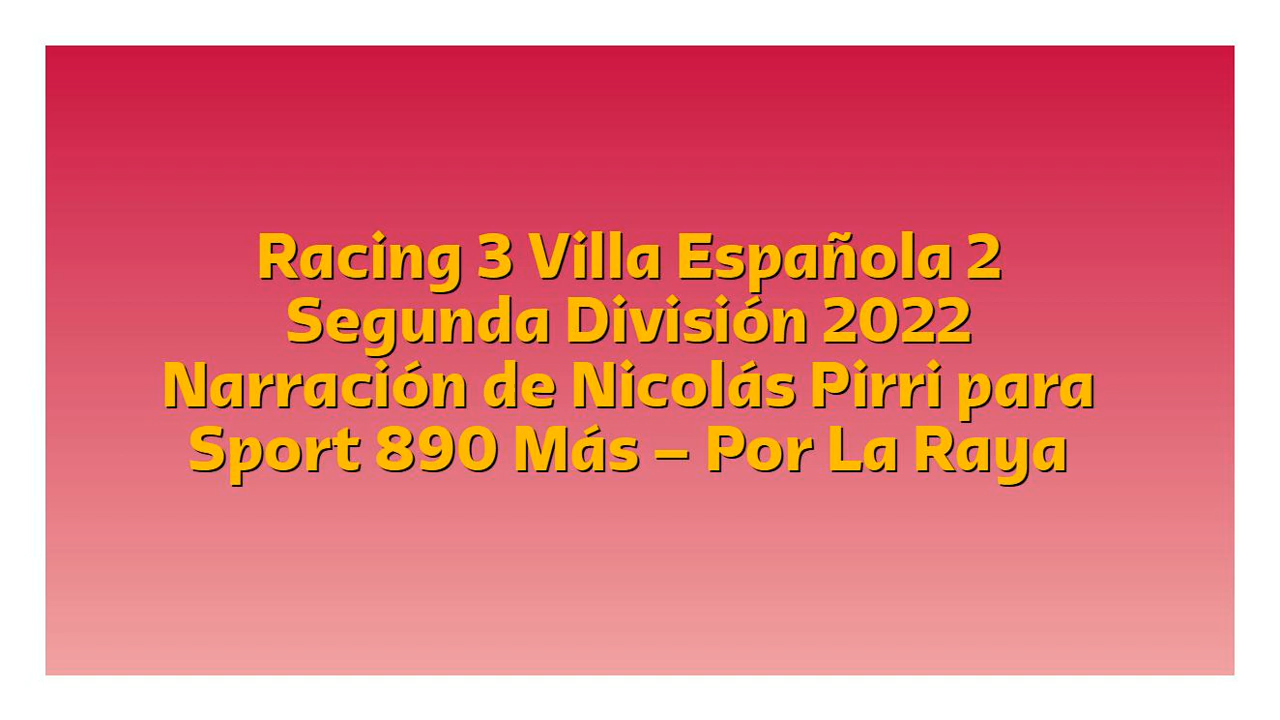 Racing 3 Villa Española 2
Segunda División 2022
Narración de Nicolás Pirri para
Sport 890 Más – Por La Raya